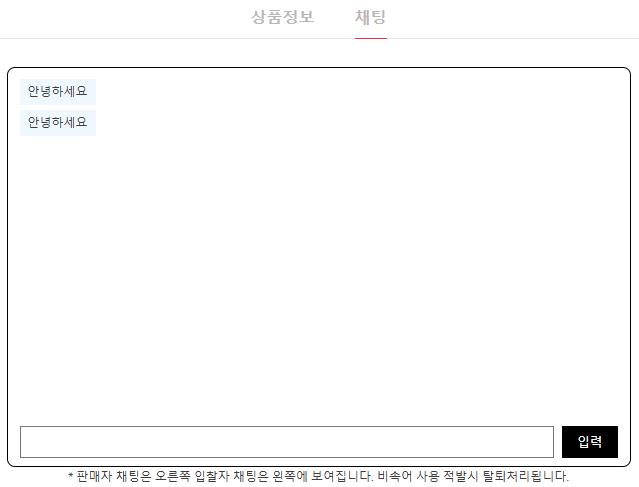 상품정보 채팅
안녕하세요
안녕하세요
입력
* 판매자 채팅은 오른쪽 입찰자 채팅은 왼쪽에 보여집니다. 비속어 사용 적발시 탈퇴처리됩니다.